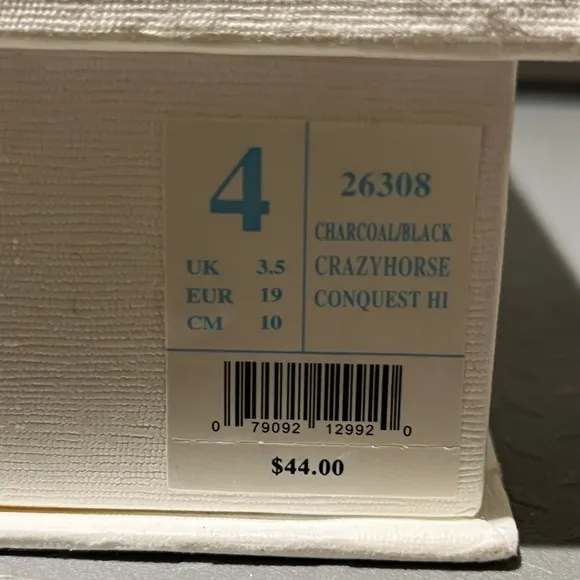 4
UK 3.5
EUR 19
CM 10
26308
CHARCOAL/BLACK
CRAZYHORSE
CONQUEST HI
0 79092 12992 0
$44.00